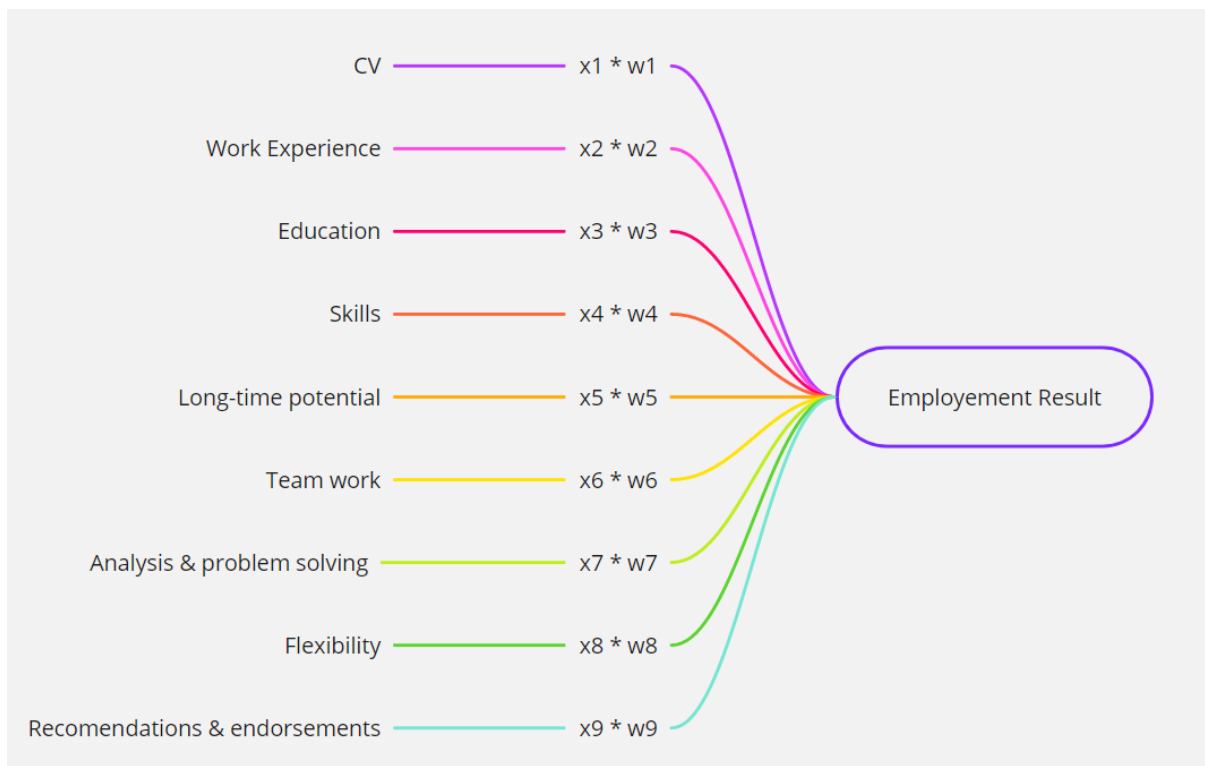 CV
x1 * w1
Work Experience
x2 * w2
Education
x3 * w3
Skills
x4 * w4
Long-time potential
x5 * w5
Employement Result
Team work
x6 * w6
Analysis & problem solving
x7 * w7
Flexibility
x8 * w8
Recomendations & endorsements
x9 * w9